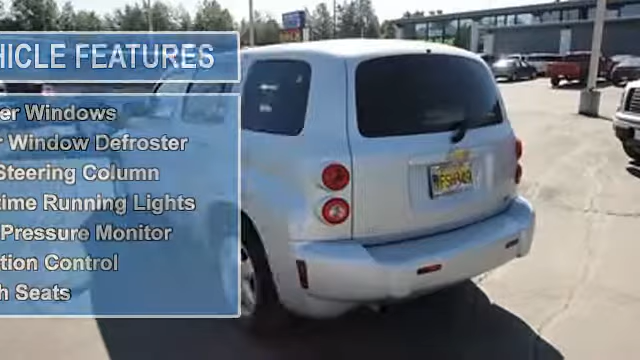 HICLE FEATURES
er Windows
Window Defroster
Steering Column
time Running Lights
Pressure Monitor
tion Control
h Seats